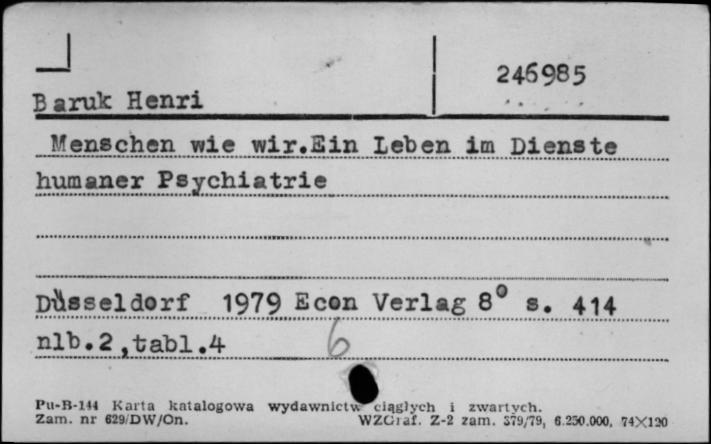 246985
Baruk Henri
Menschen wie wir.Ein Leben im Dienste
humaner Psychiatrie
Düsseldorf 1979 Econ Verlag 8° s. 414
nlb.2,tabl.4
6
Pu-B-144 Karta katalogowa wydawnictw ciągłych i zwartych.
Zam. nr 629/DW/On. WZGraf. Z-2 zam. 379/79, 6.250.000, 74×120